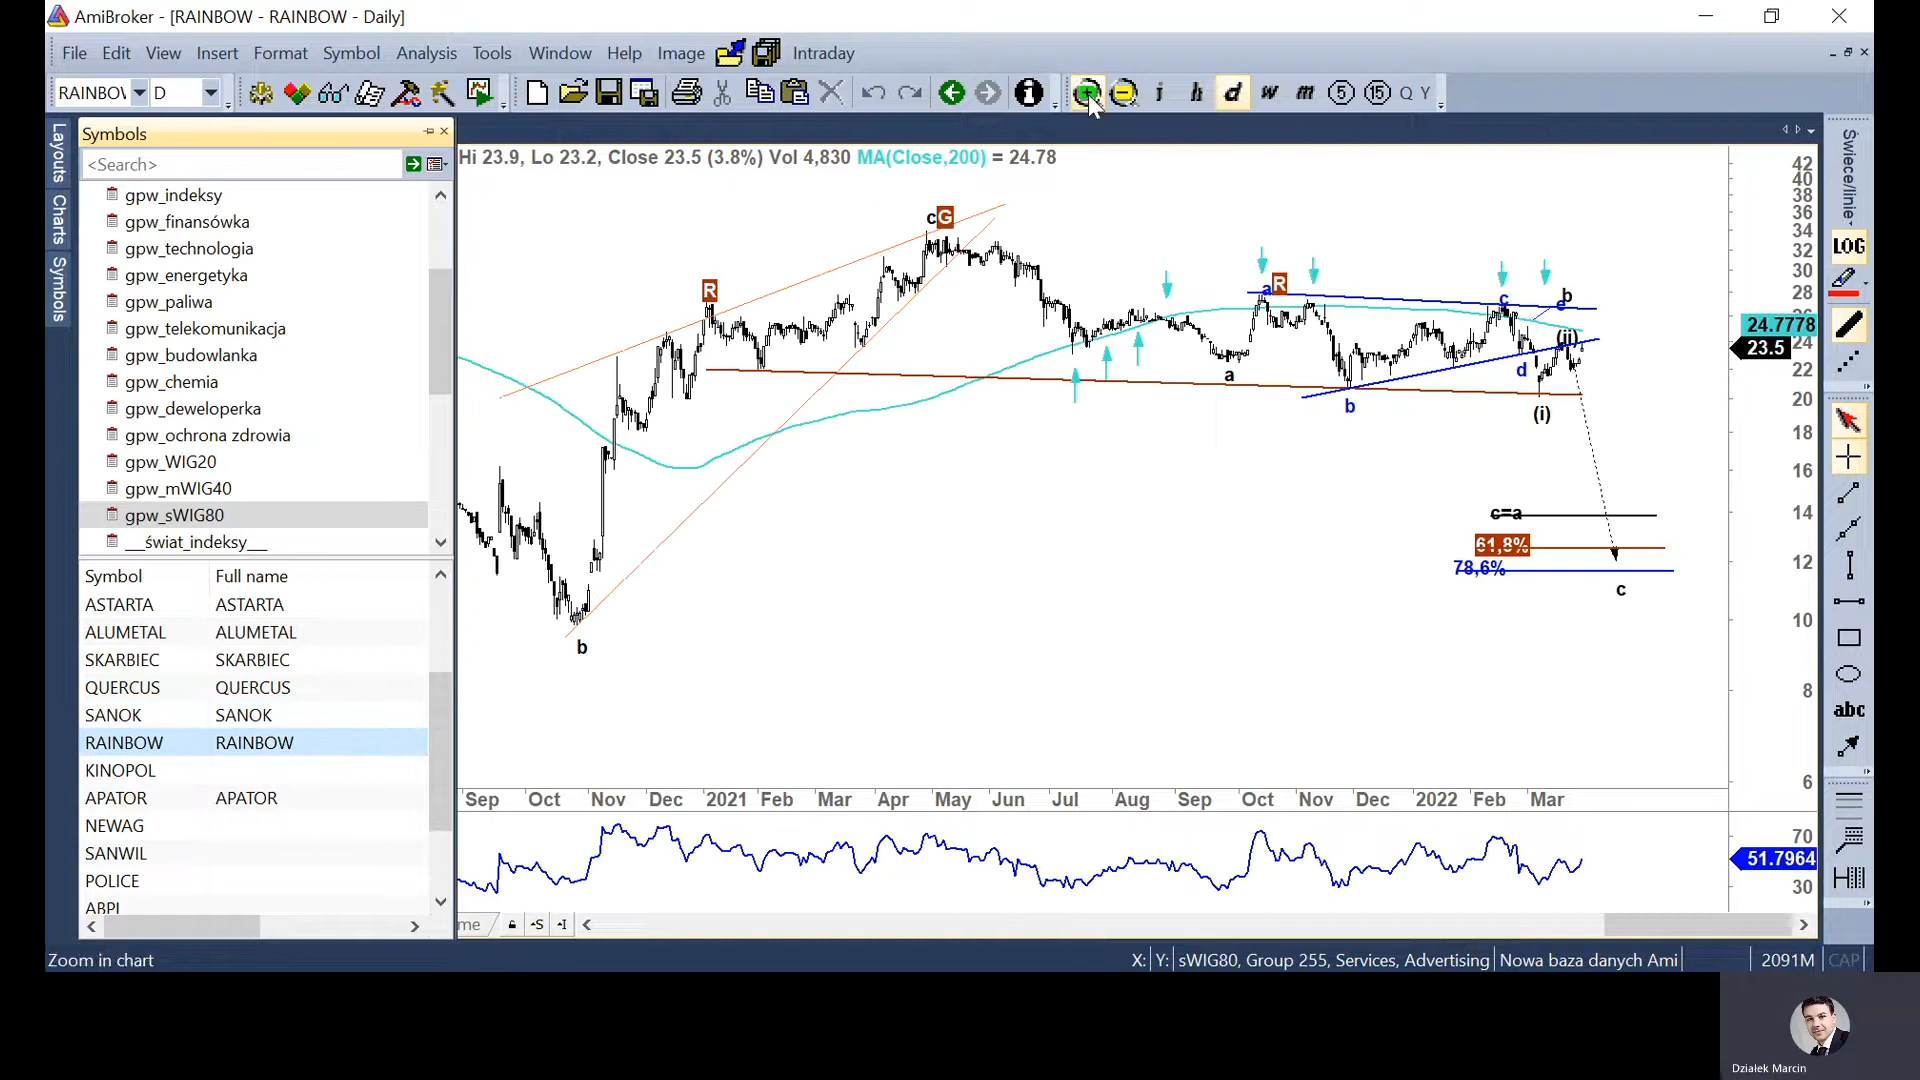 AmiBroker - [RAINBOW - RAINBOW - Daily]
File Edit View Insert Format Symbol Analysis Tools Window Help Image Intraday
D
i h d w m 5 15 Q Y
Layouts
Charts
Symbols
Symbols
<Search>
gpw_indeksy
gpw_finansówka
gpw_technologia
gpw_energetyka
gpw_paliwa
gpw_telekomunikacja
gpw_budowlanka
gpw_chemia
gpw_deweloperka
gpw_ochrona zdrowia
gpw_WIG20
gpw_mWIG40
gpw_sWIG80
__świat_indeksy__
Symbol Full name
ASTARTA ASTARTA
ALUMETAL ALUMETAL
SKARBIEC SKARBIEC
QUERCUS QUERCUS
SANOK SANOK
RAINBOW RAINBOW
KINOPOL
APATOR APATOR
NEWAG
SANWIL
POLICE
ABPL
Hi 23.9, Lo 23.2, Close 23.5 (3.8%) Vol 4,830 MA(Close,200) = 24.78
c G
R
a R
c
e
b
(ii)
a
d
b
(i)
c=a
61,8%
78,6%
c
b
42
40
38
36
34
32
30
28
24.7778
24
23.5
22
20
18
16
14
12
10
8
6
Sep Oct Nov Dec 2021 Feb Mar Apr May Jun Jul Aug Sep Oct Nov Dec 2022 Feb Mar
70
51.7964
30
Świece/linie
LOG
abc
Zoom in chart
X: Y: sWIG80, Group 255, Services, Advertising Nowa baza danych Ami 2091M CAP
Działek Marcin